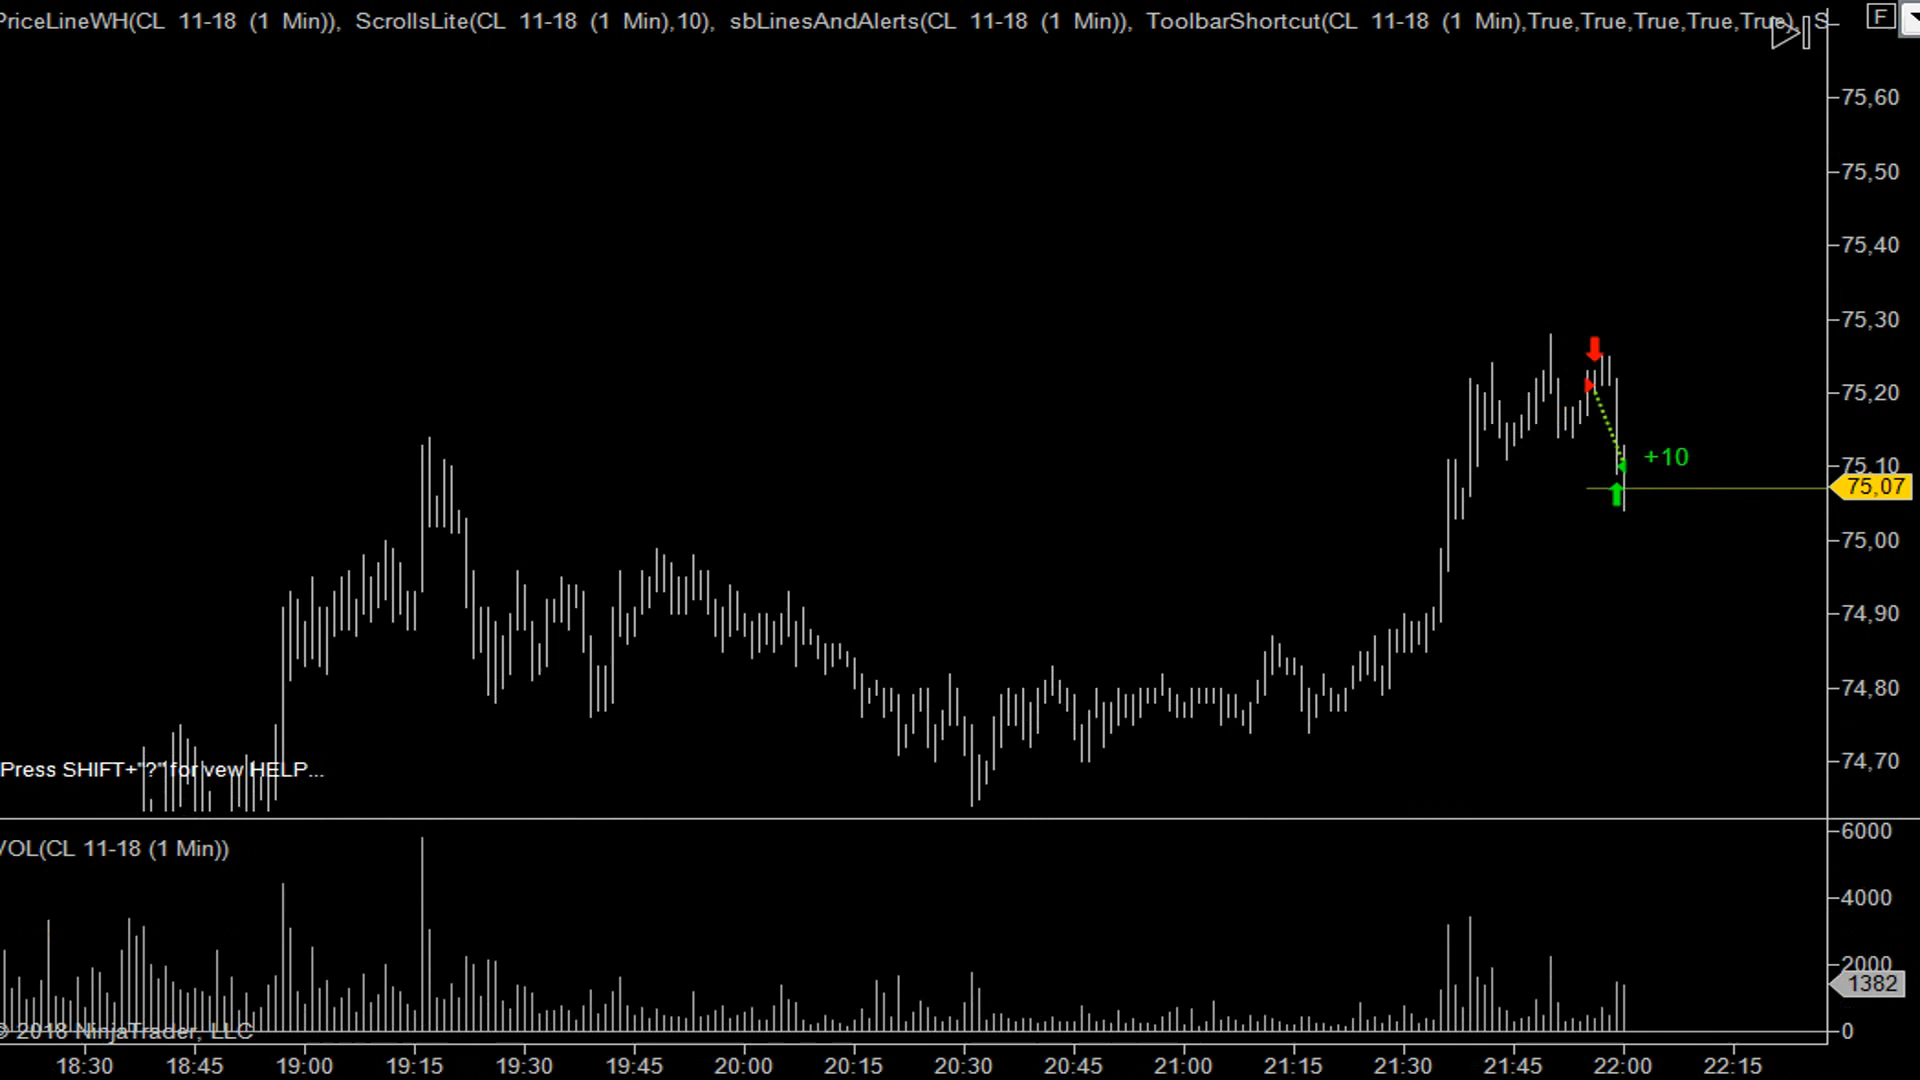 PriceLineWH(CL 11-18 (1 Min)), ScrollsLite(CL 11-18 (1 Min),10), sbLinesAndAlerts(CL 11-18 (1 Min)), ToolbarShortcut(CL 11-18 (1 Min),True,True,True,True,True), S
F
75,60
75,50
75,40
75,30
75,20
+10
75,10
75,07
75,00
74,90
74,80
74,70
Press SHIFT+"?" for vew HELP...
6000
VOL(CL 11-18 (1 Min))
4000
2000
1382
© 2018 NinjaTrader, LLC
0
18:30 18:45 19:00 19:15 19:30 19:45 20:00 20:15 20:30 20:45 21:00 21:15 21:30 21:45 22:00 22:15